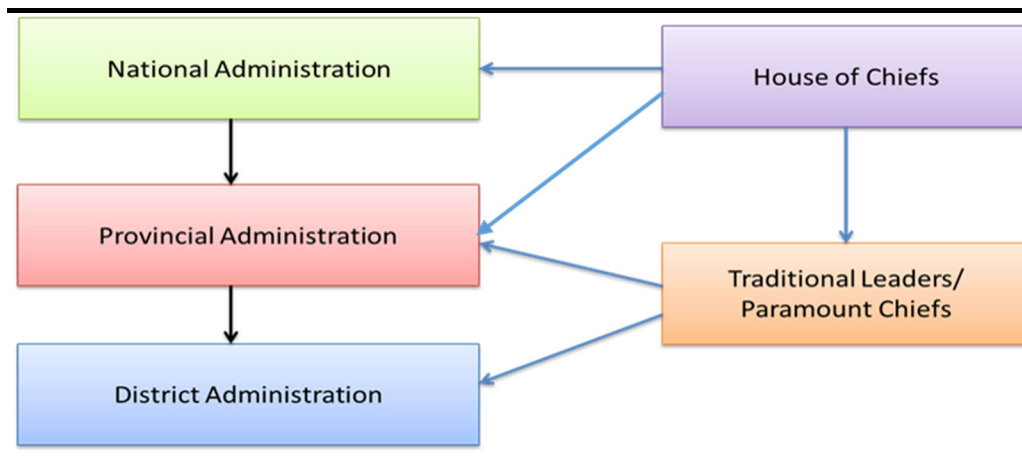 National Administration
House of Chiefs
Provincial Administration
Traditional Leaders/
Paramount Chiefs
District Administration